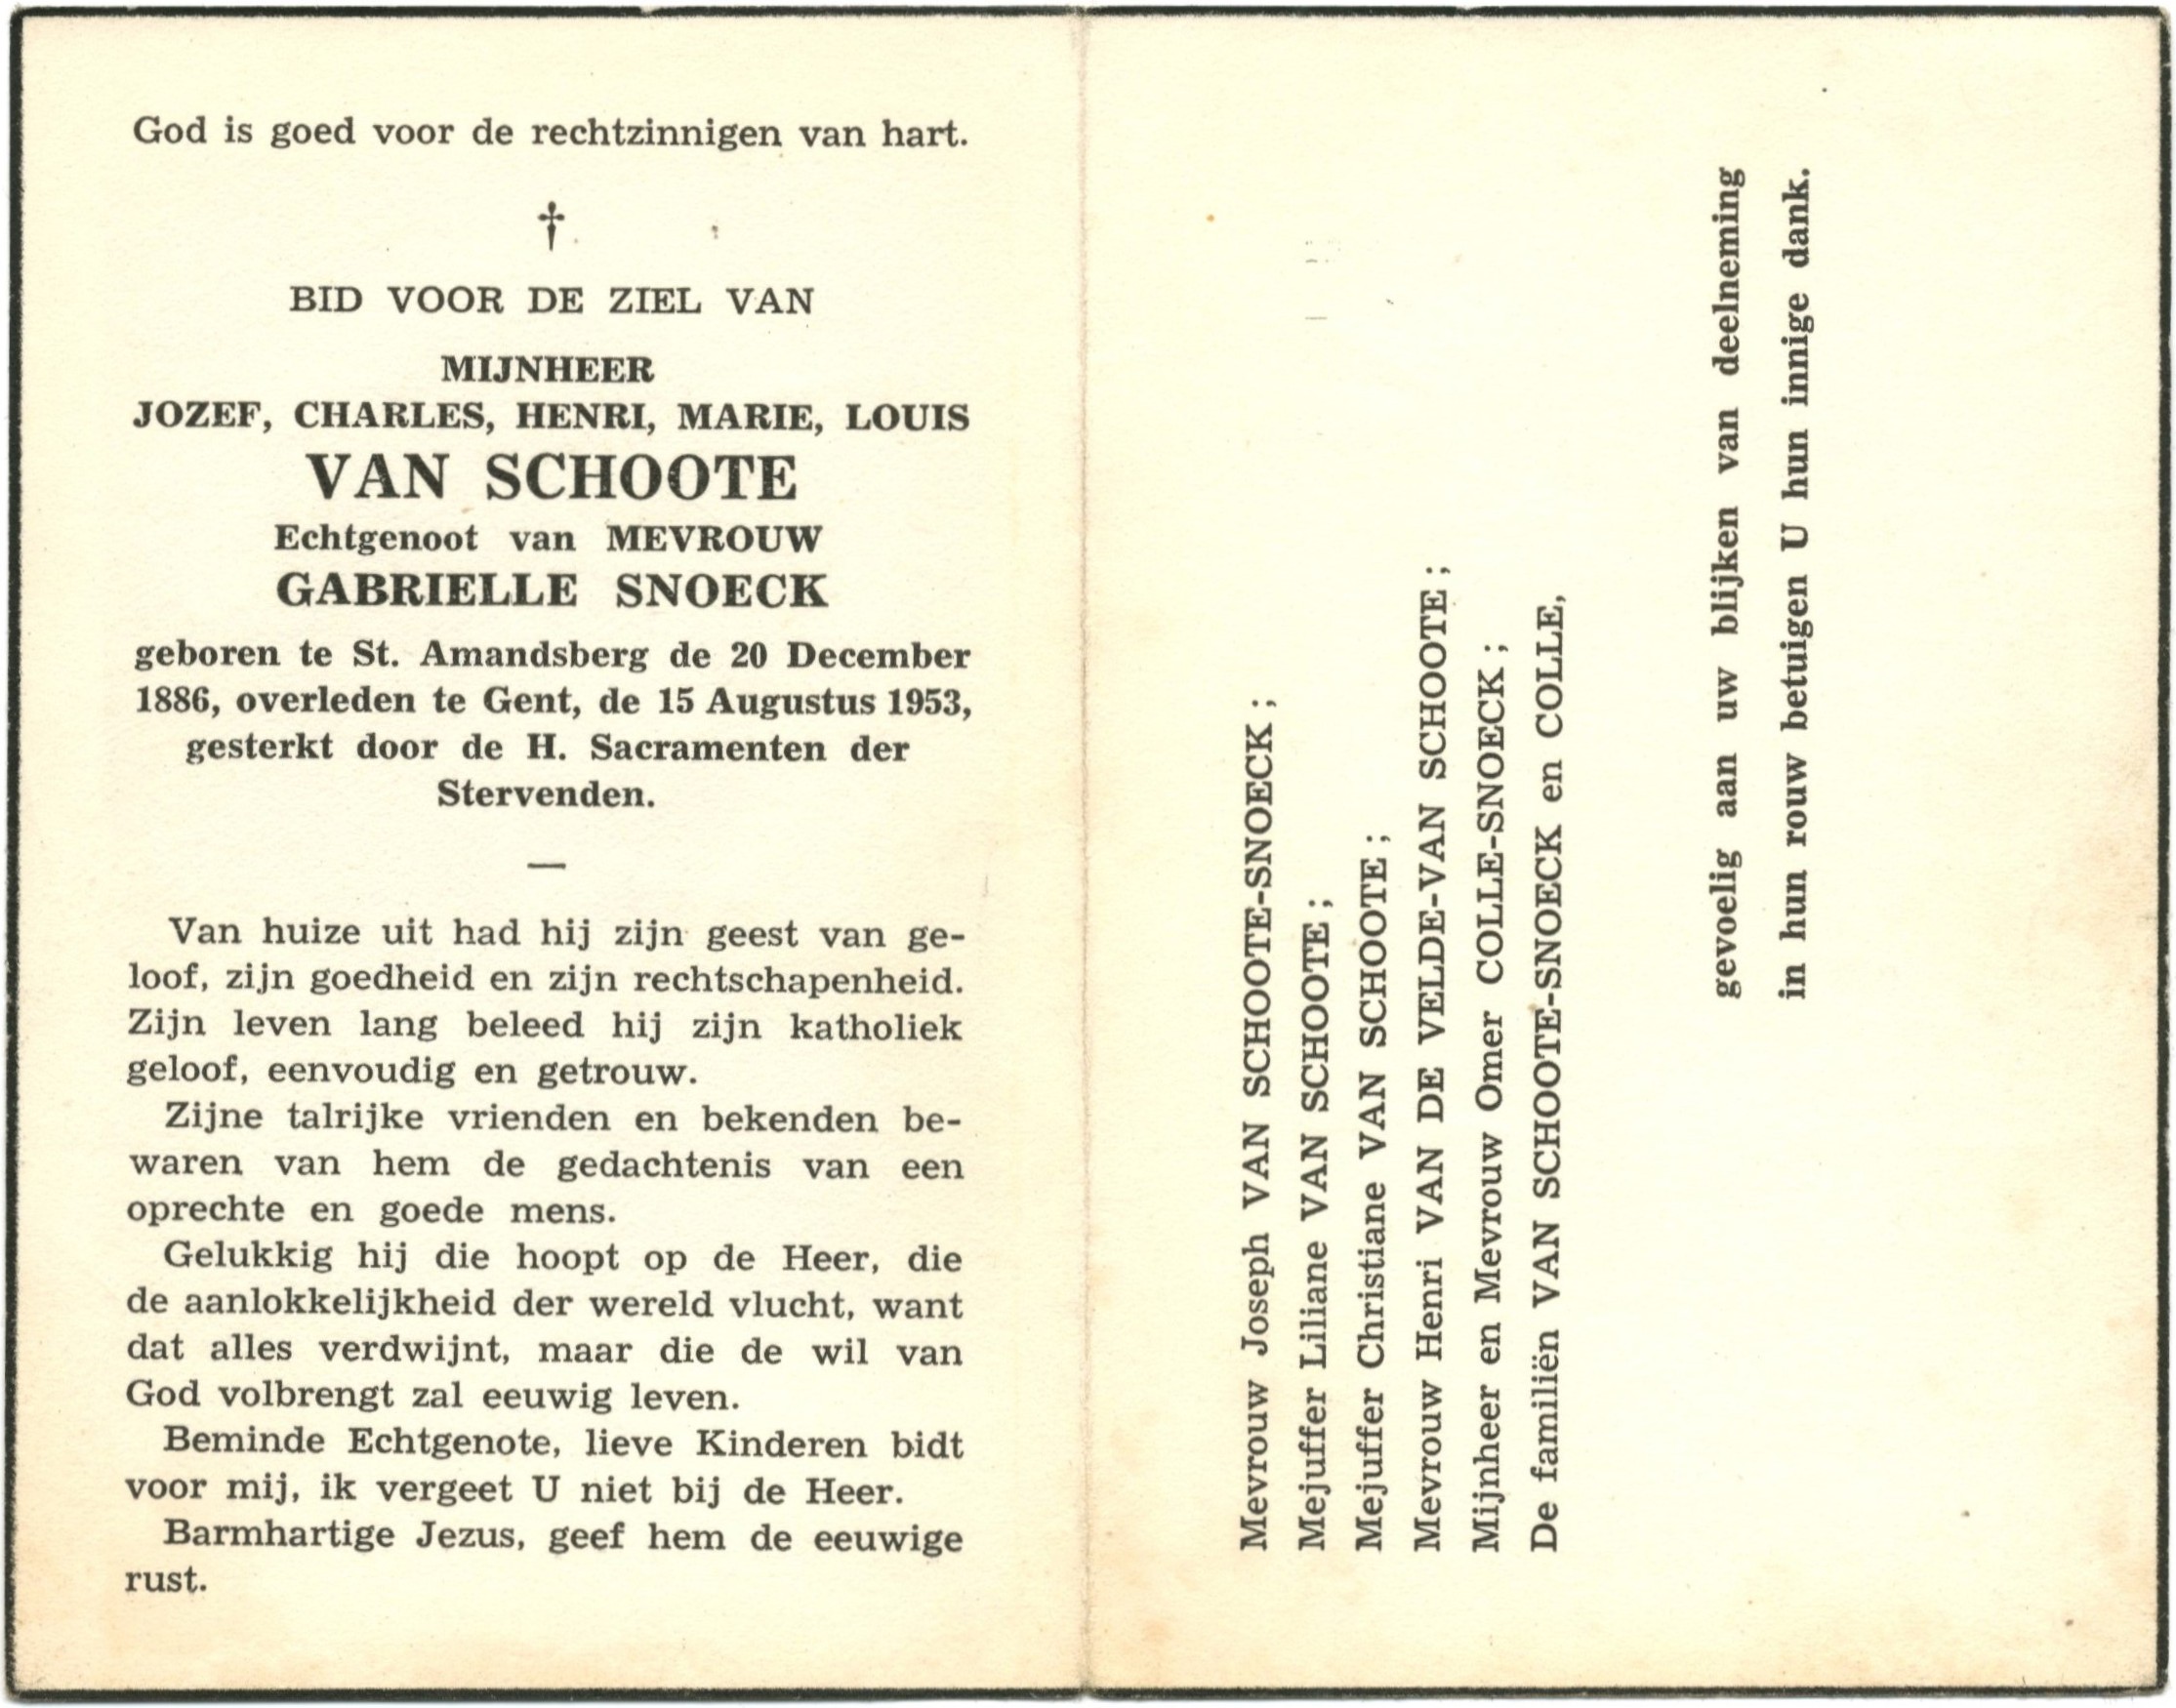 God is goed voor de rechtzinnigen van hart.
†
BID VOOR DE ZIEL VAN
MIJNHEER
JOZEF, CHARLES, HENRI, MARIE, LOUIS
VAN SCHOOTE
Echtgenoot van MEVROUW
GABRIELLE SNOECK
geboren te St. Amandsberg de 20 December
1886, overleden te Gent, de 15 Augustus 1953,
gesterkt door de H. Sacramenten der
Stervenden.
—
Van huize uit had hij zijn geest van ge-
loof, zijn goedheid en zijn rechtschapenheid.
Zijn leven lang beleed hij zijn katholiek
geloof, eenvoudig en getrouw.
Zijne talrijke vrienden en bekenden be-
waren van hem de gedachtenis van een
oprechte en goede mens.
Gelukkig hij die hoopt op de Heer, die
de aanlokkelijkheid der wereld vlucht, want
dat alles verdwijnt, maar die de wil van
God volbrengt zal eeuwig leven.
Beminde Echtgenote, lieve Kinderen bidt
voor mij, ik vergeet U niet bij de Heer.
Barmhartige Jezus, geef hem de eeuwige
rust.
Mevrouw Joseph VAN SCHOOTE-SNOECK ;
Mejuffer Liliane VAN SCHOOTE ;
Mejuffer Christiane VAN SCHOOTE ;
Mevrouw Henri VAN DE VELDE-VAN SCHOOTE ;
Mijnheer en Mevrouw Omer COLLE-SNOECK ;
De familiën VAN SCHOOTE-SNOECK en COLLE,
gevoelig aan uw blijken van deelneming
in hun rouw betuigen U hun innige dank.